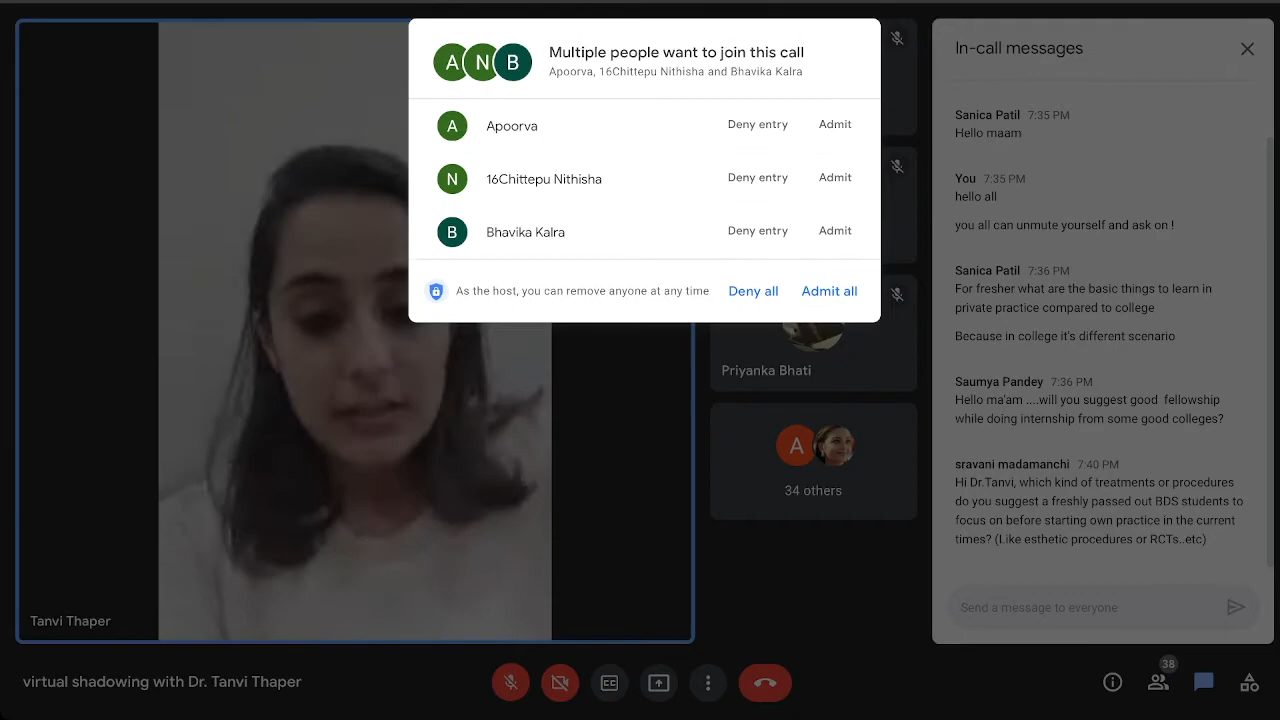 A N B
Multiple people want to join this call
Apoorva, 16Chittepu Nithisha and Bhavika Kalra
A Apoorva Deny entry Admit
N 16Chittepu Nithisha Deny entry Admit
B Bhavika Kalra Deny entry Admit
As the host, you can remove anyone at any time Deny all Admit all
Priyanka Bhati
A
34 others
Tanvi Thaper
In-call messages
Sanica Patil 7:35 PM
Hello maam
You 7:35 PM
hello all
you all can unmute yourself and ask on !
Sanica Patil 7:36 PM
For fresher what are the basic things to learn in
private practice compared to college
Because in college it's different scenario
Saumya Pandey 7:36 PM
Hello ma'am ....will you suggest good fellowship
while doing internship from some good colleges?
sravani madamanchi 7:40 PM
Hi Dr.Tanvi, which kind of treatments or procedures
do you suggest a freshly passed out BDS students to
focus on before starting own practice in the current
times? (Like esthetic procedures or RCTs..etc)
Send a message to everyone
virtual shadowing with Dr. Tanvi Thaper
CC
38